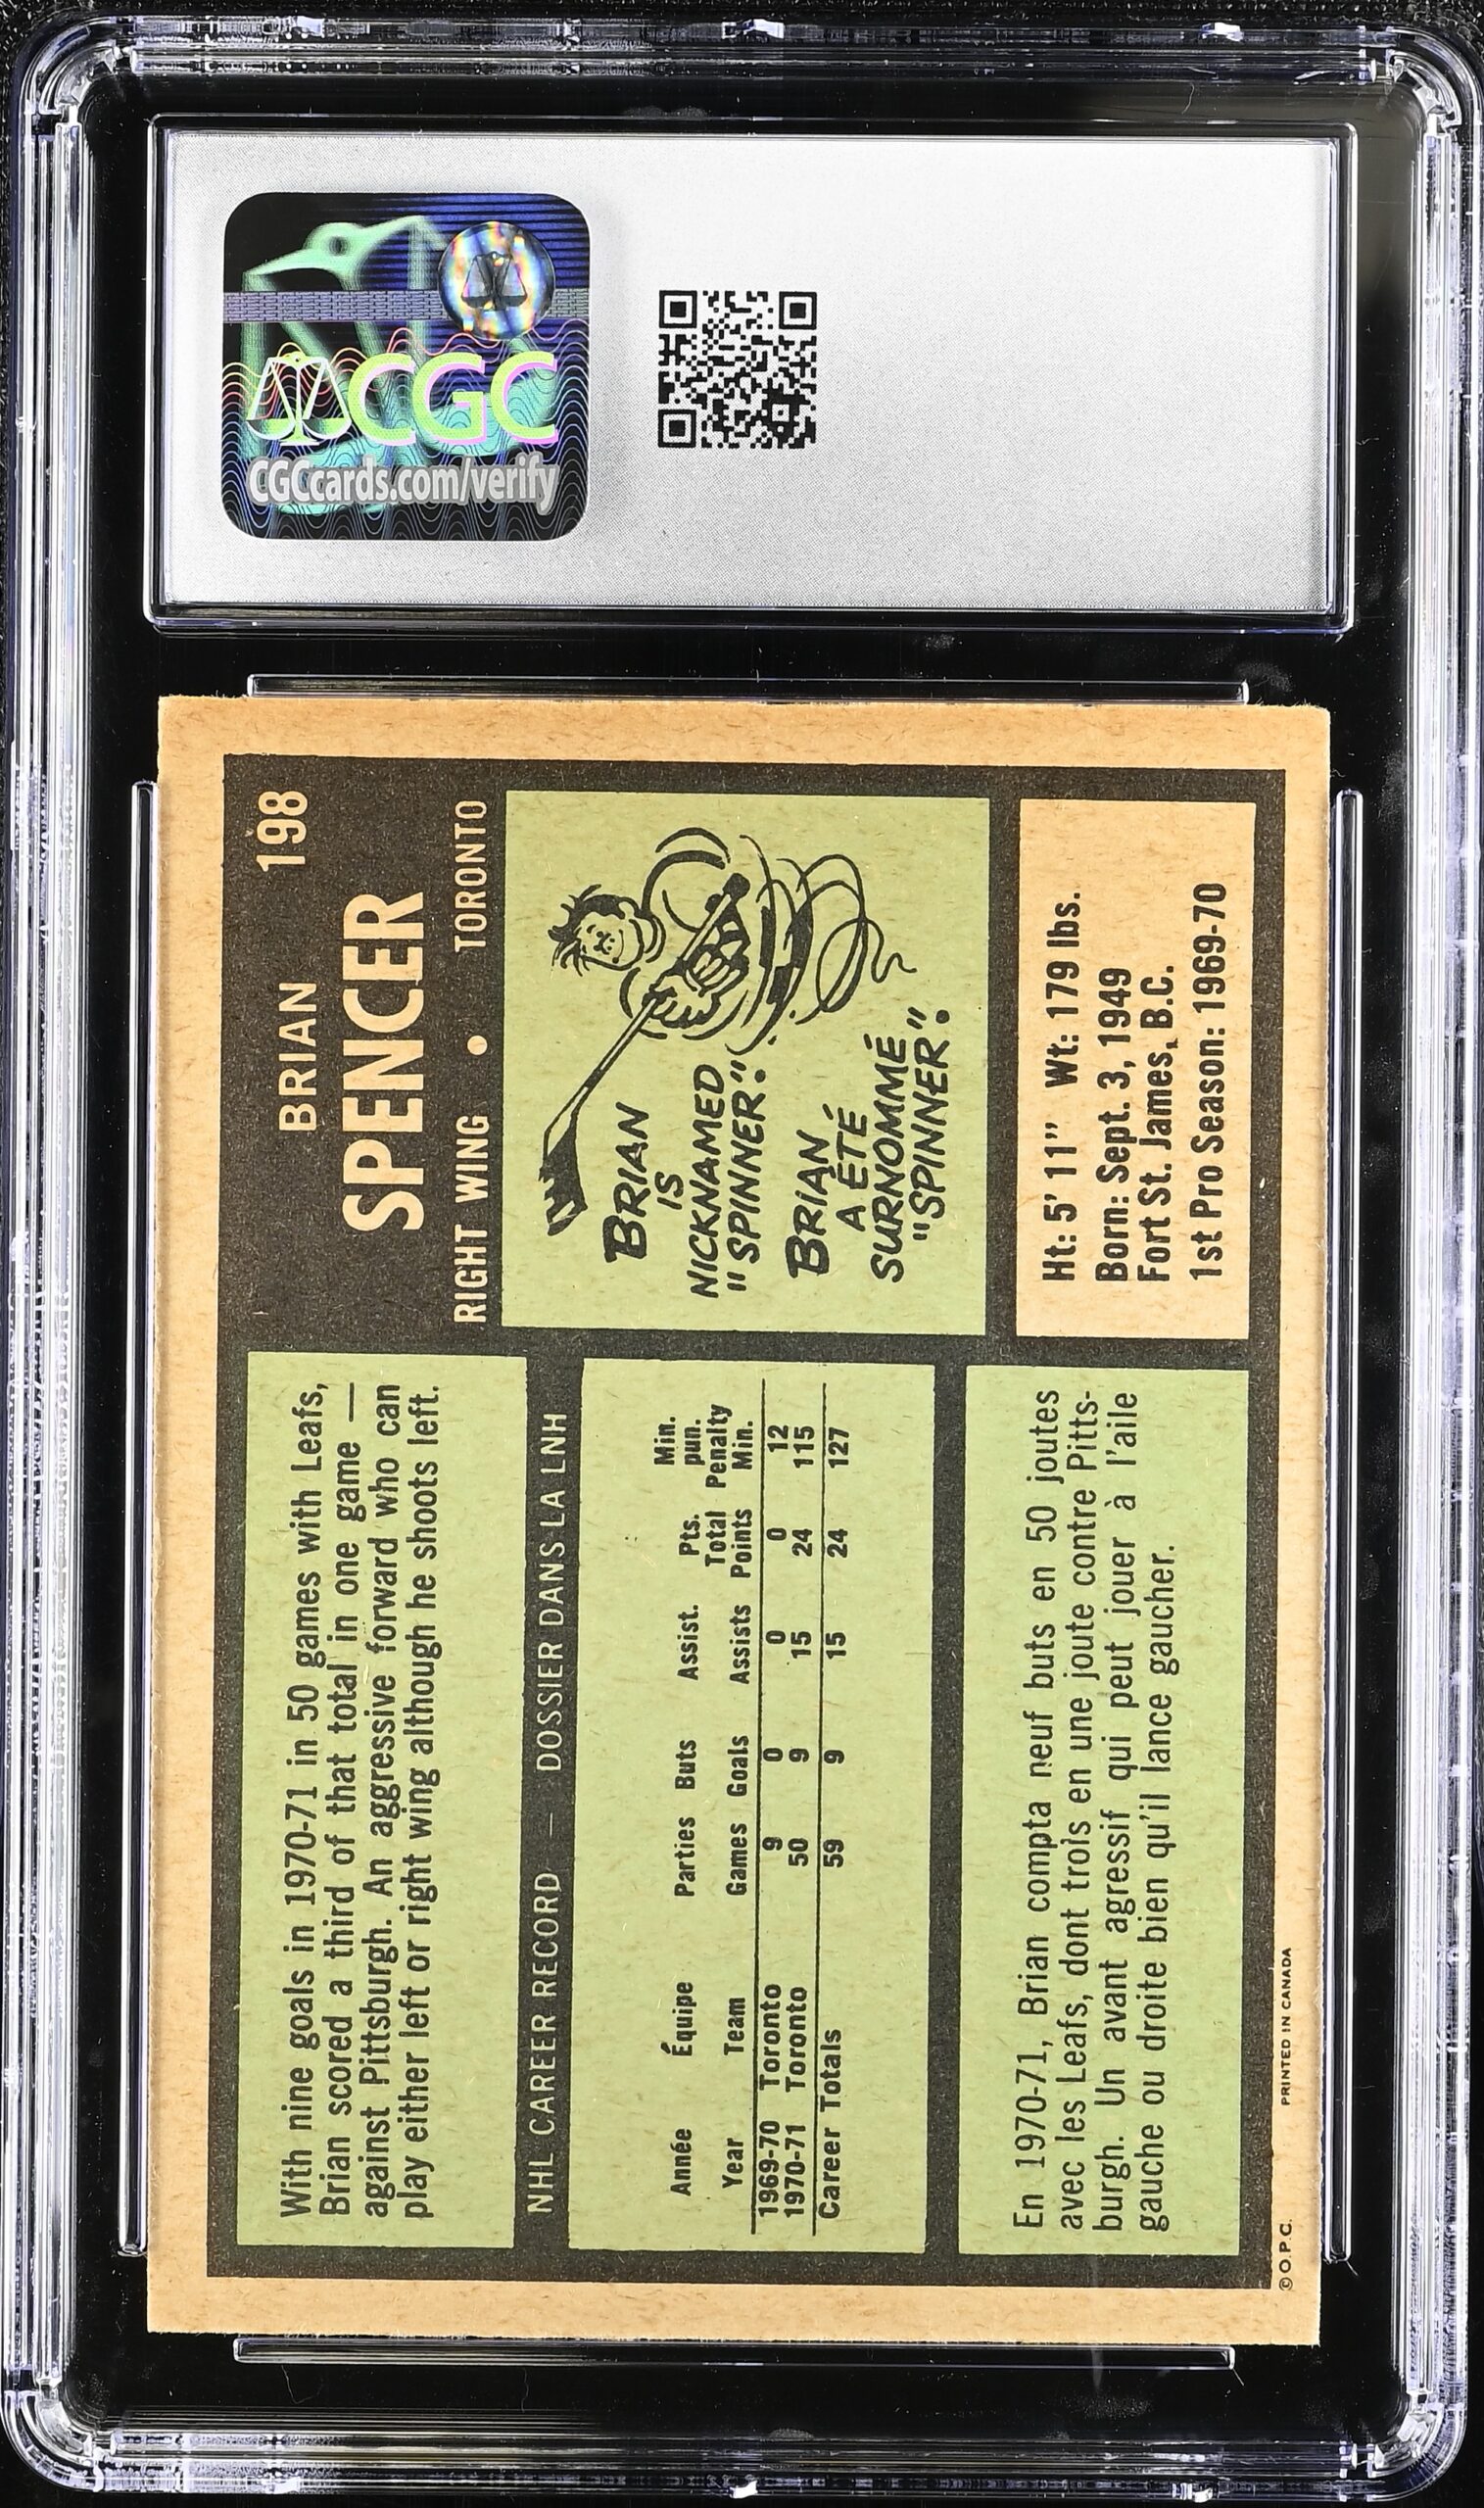 CGC
CGCcards.com/verify
BRIAN
198
SPENCER
RIGHT WING • TORONTO
With nine goals in 1970-71 in 50 games with Leafs,
Brian scored a third of that total in one game —
against Pittsburgh. An aggressive forward who can
play either left or right wing although he shoots left.
NHL CAREER RECORD — DOSSIER DANS LA LNH
Année Équipe Parties Buts Assist. Pts. Min. pun.
Year Team Games Goals Assists Total Points Penalty Min.
1969-70 Toronto 9 0 0 0 12
1970-71 Toronto 50 9 15 24 115
Career Totals 59 9 15 24 127
En 1970-71, Brian compta neuf buts en 50 joutes
avec les Leafs, dont trois en une joute contre Pitts-
burgh. Un avant agressif qui peut jouer à l'aile
gauche ou droite bien qu'il lance gaucher.
BRIAN
IS
NICKNAMED
"SPINNER".
BRIAN
A ÉTÉ
SURNOMMÉ
"SPINNER".
Ht: 5' 11" Wt: 179 lbs.
Born: Sept. 3, 1949
Fort St. James, B.C.
1st Pro Season: 1969-70
© O.P.C. PRINTED IN CANADA